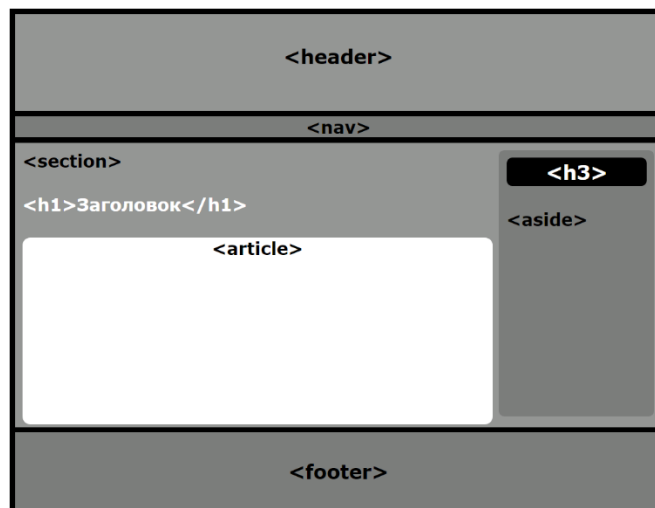 <header>
<nav>
<section>
<h1>Заголовок</h1>
<article>
<h3>
<aside>
<footer>